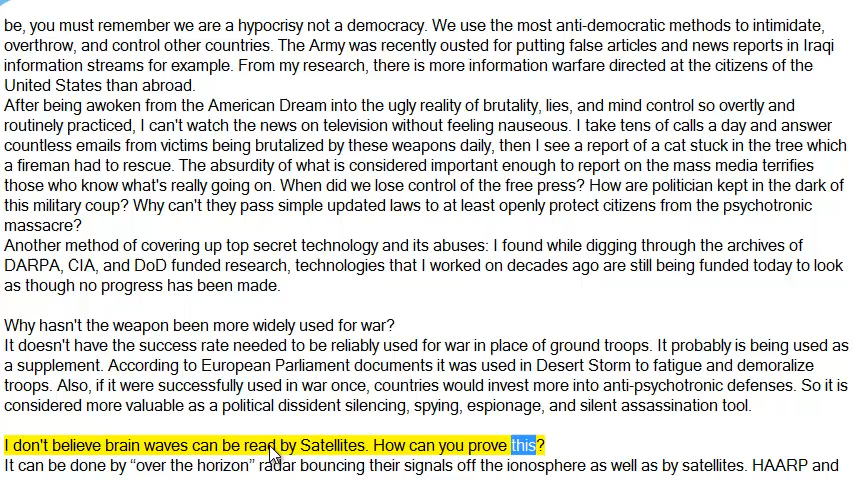 be, you must remember we are a hypocrisy not a democracy. We use the most anti-democratic methods to intimidate,
overthrow, and control other countries. The Army was recently ousted for putting false articles and news reports in Iraqi
information streams for example. From my research, there is more information warfare directed at the citizens of the
United States than abroad.
After being awoken from the American Dream into the ugly reality of brutality, lies, and mind control so overtly and
routinely practiced, I can't watch the news on television without feeling nauseous. I take tens of calls a day and answer
countless emails from victims being brutalized by these weapons daily, then I see a report of a cat stuck in the tree which
a fireman had to rescue. The absurdity of what is considered important enough to report on the mass media terrifies
those who know what's really going on. When did we lose control of the free press? How are politician kept in the dark of
this military coup? Why can't they pass simple updated laws to at least openly protect citizens from the psychotronic
massacre?
Another method of covering up top secret technology and its abuses: I found while digging through the archives of
DARPA, CIA, and DoD funded research, technologies that I worked on decades ago are still being funded today to look
as though no progress has been made.
Why hasn't the weapon been more widely used for war?
It doesn't have the success rate needed to be reliably used for war in place of ground troops. It probably is being used as
a supplement. According to European Parliament documents it was used in Desert Storm to fatigue and demoralize
troops. Also, if it were successfully used in war once, countries would invest more into anti-psychotronic defenses. So it is
considered more valuable as a political dissident silencing, spying, espionage, and silent assassination tool.
I don't believe brain waves can be read by Satellites. How can you prove this?
It can be done by “over the horizon” radar bouncing their signals off the ionosphere as well as by satellites. HAARP and